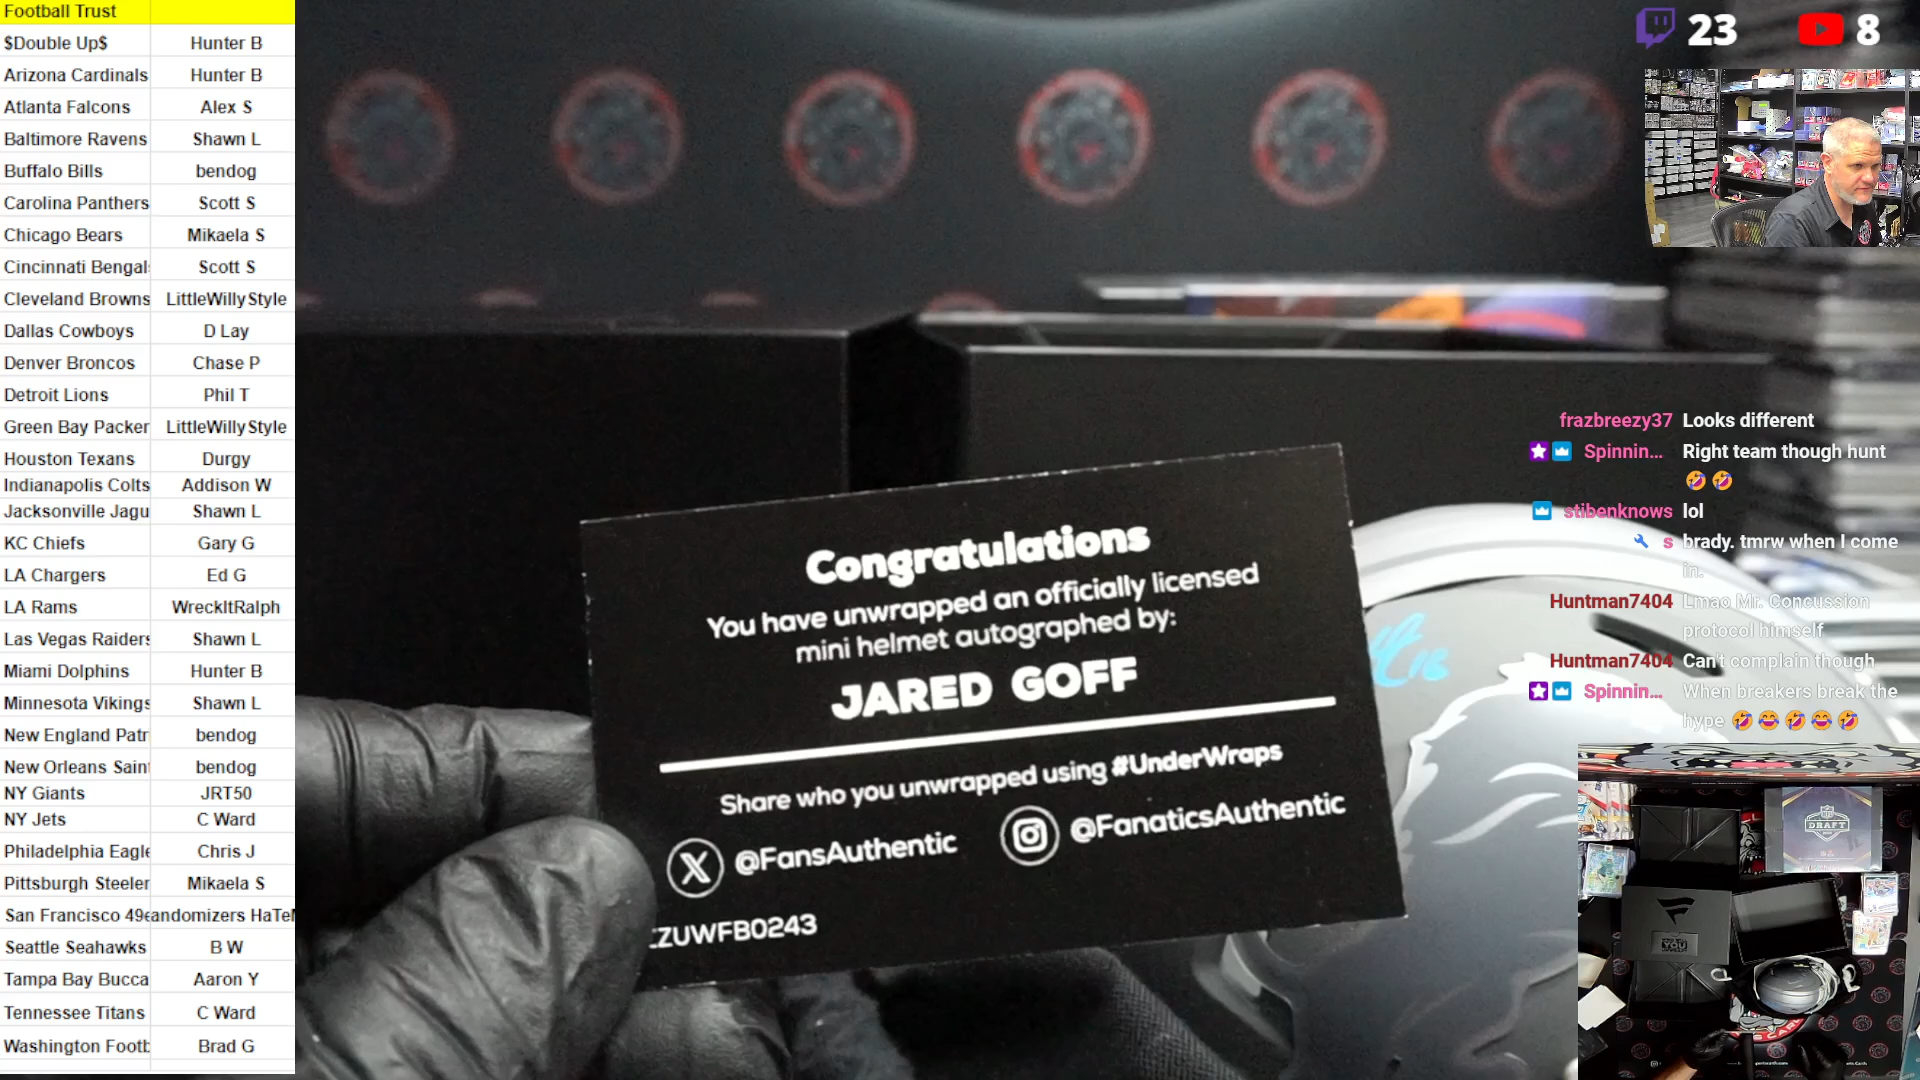 Football Trust
$Double Up$ Hunter B
Arizona Cardinals Hunter B
Atlanta Falcons Alex S
Baltimore Ravens Shawn L
Buffalo Bills bendog
Carolina Panthers Scott S
Chicago Bears Mikaela S
Cincinnati Bengal Scott S
Cleveland Browns LittleWillyStyle
Dallas Cowboys D Lay
Denver Broncos Chase P
Detroit Lions Phil T
Green Bay Packer LittleWillyStyle
Houston Texans Durgy
Indianapolis Colts Addison W
Jacksonville Jagu Shawn L
KC Chiefs Gary G
LA Chargers Ed G
LA Rams WreckItRalph
Las Vegas Raiders Shawn L
Miami Dolphins Hunter B
Minnesota Vikings Shawn L
New England Patr bendog
New Orleans Saint bendog
NY Giants JRT50
NY Jets C Ward
Philadelphia Eagle Chris J
Pittsburgh Steeler Mikaela S
San Francisco 49e andomizers HaTe
Seattle Seahawks B W
Tampa Bay Bucca Aaron Y
Tennessee Titans C Ward
Washington Footb Brad G
Congratulations
You have unwrapped an officially licensed
mini helmet autographed by:
JARED GOFF
Share who you unwrapped using #UnderWraps
@FansAuthentic @FanaticsAuthentic
ZUWFB0243
23 8
frazbreezy37 Looks different
Spinnin... Right team though hunt
🤣 🤣
stibenknows lol
s brady. tmrw when I come
in.
Huntman7404 Lmao Mr. Concussion
protocol himself
Huntman7404 Can't complain though
Spinnin... When breakers break the
hype 🤣 😂 🤣 😂 🤣
DRAFT